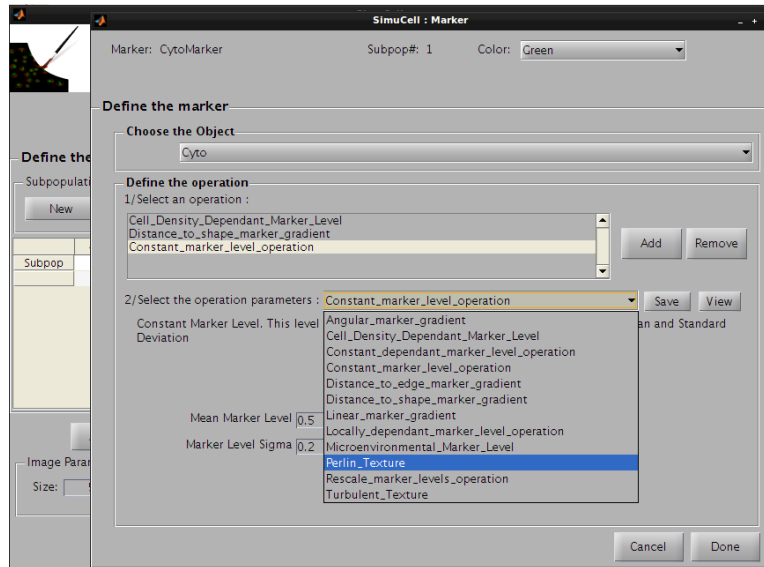 SimuCell : Marker
Marker: CytoMarker Subpop#: 1 Color: Green
Define the marker
Choose the Object
Cyto
Define the
Define the operation
Subpopulati
1/Select an operation :
New
Cell_Density_Dependant_Marker_Level
Distance_to_shape_marker_gradient
Constant_marker_level_operation
Add Remove
Subpop
2/Select the operation parameters : Constant_marker_level_operation Save View
Constant Marker Level. This level an and Standard
Deviation
Angular_marker_gradient
Cell_Density_Dependant_Marker_Level
Constant_dependant_marker_level_operation
Constant_marker_level_operation
Distance_to_edge_marker_gradient
Distance_to_shape_marker_gradient
Linear_marker_gradient
Locally_dependant_marker_level_operation
Microenvironmental_Marker_Level
Perlin_Texture
Rescale_marker_levels_operation
Turbulent_Texture
Mean Marker Level 0.5
Marker Level Sigma 0.2
Image Parar
Size:
Cancel Done